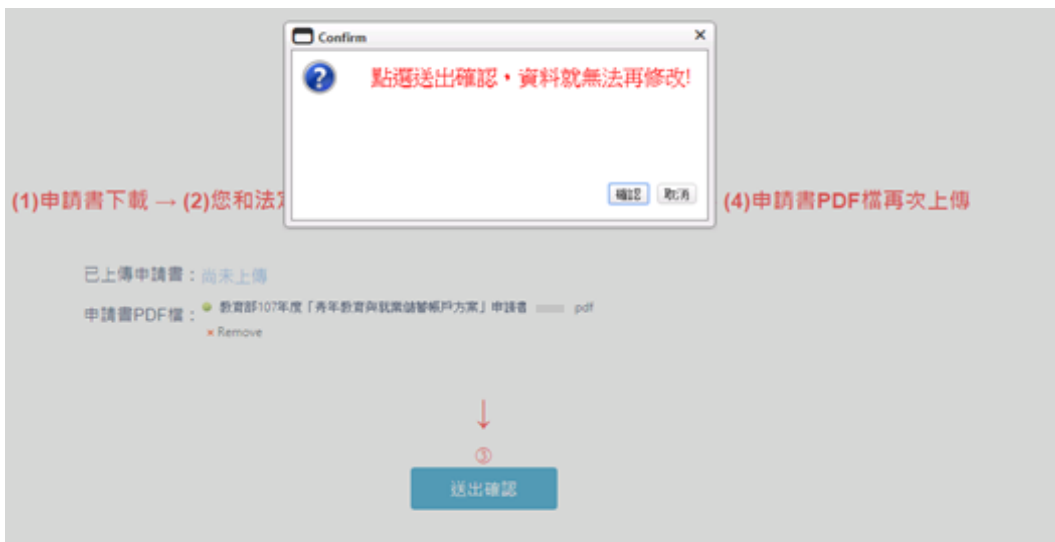 Confirm
點選送出確認，資料就無法再修改!
確認 取消
(1)申請書下載 → (2)您和法定
(4)申請書PDF檔再次上傳
已上傳申請書：尚未上傳
申請書PDF檔：教育部107年度「青年教育與就業儲蓄帳戶方案」申請書 pdf
× Remove
↓
③
送出確認